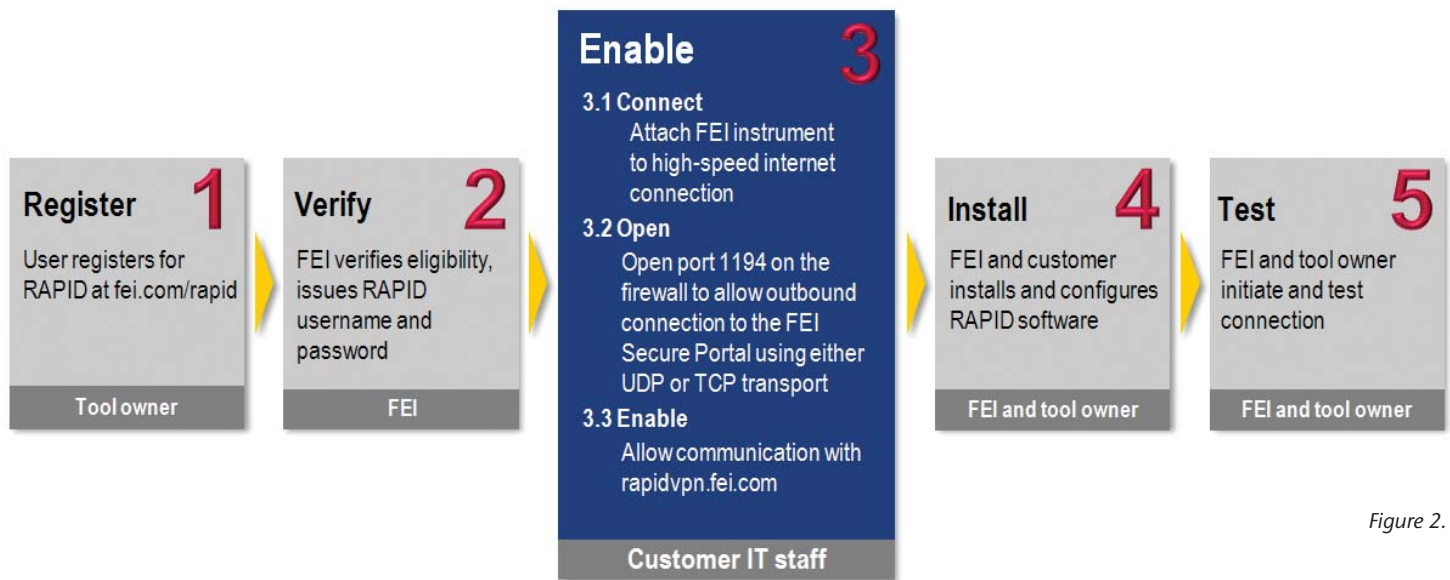 Register 1
User registers for
RAPID at fei.com/rapid
Tool owner
Verify 2
FEI verifies eligibility,
issues RAPID
username and
password
FEI
Enable 3
3.1 Connect
Attach FEI instrument
to high-speed internet
connection
3.2 Open
Open port 1194 on the
firewall to allow outbound
connection to the FEI
Secure Portal using either
UDP or TCP transport
3.3 Enable
Allow communication with
rapidvpn.fei.com
Customer IT staff
Install 4
FEI and customer
installs and configures
RAPID software
FEI and tool owner
Test 5
FEI and tool owner
initiate and test
connection
FEI and tool owner
Figure 2.